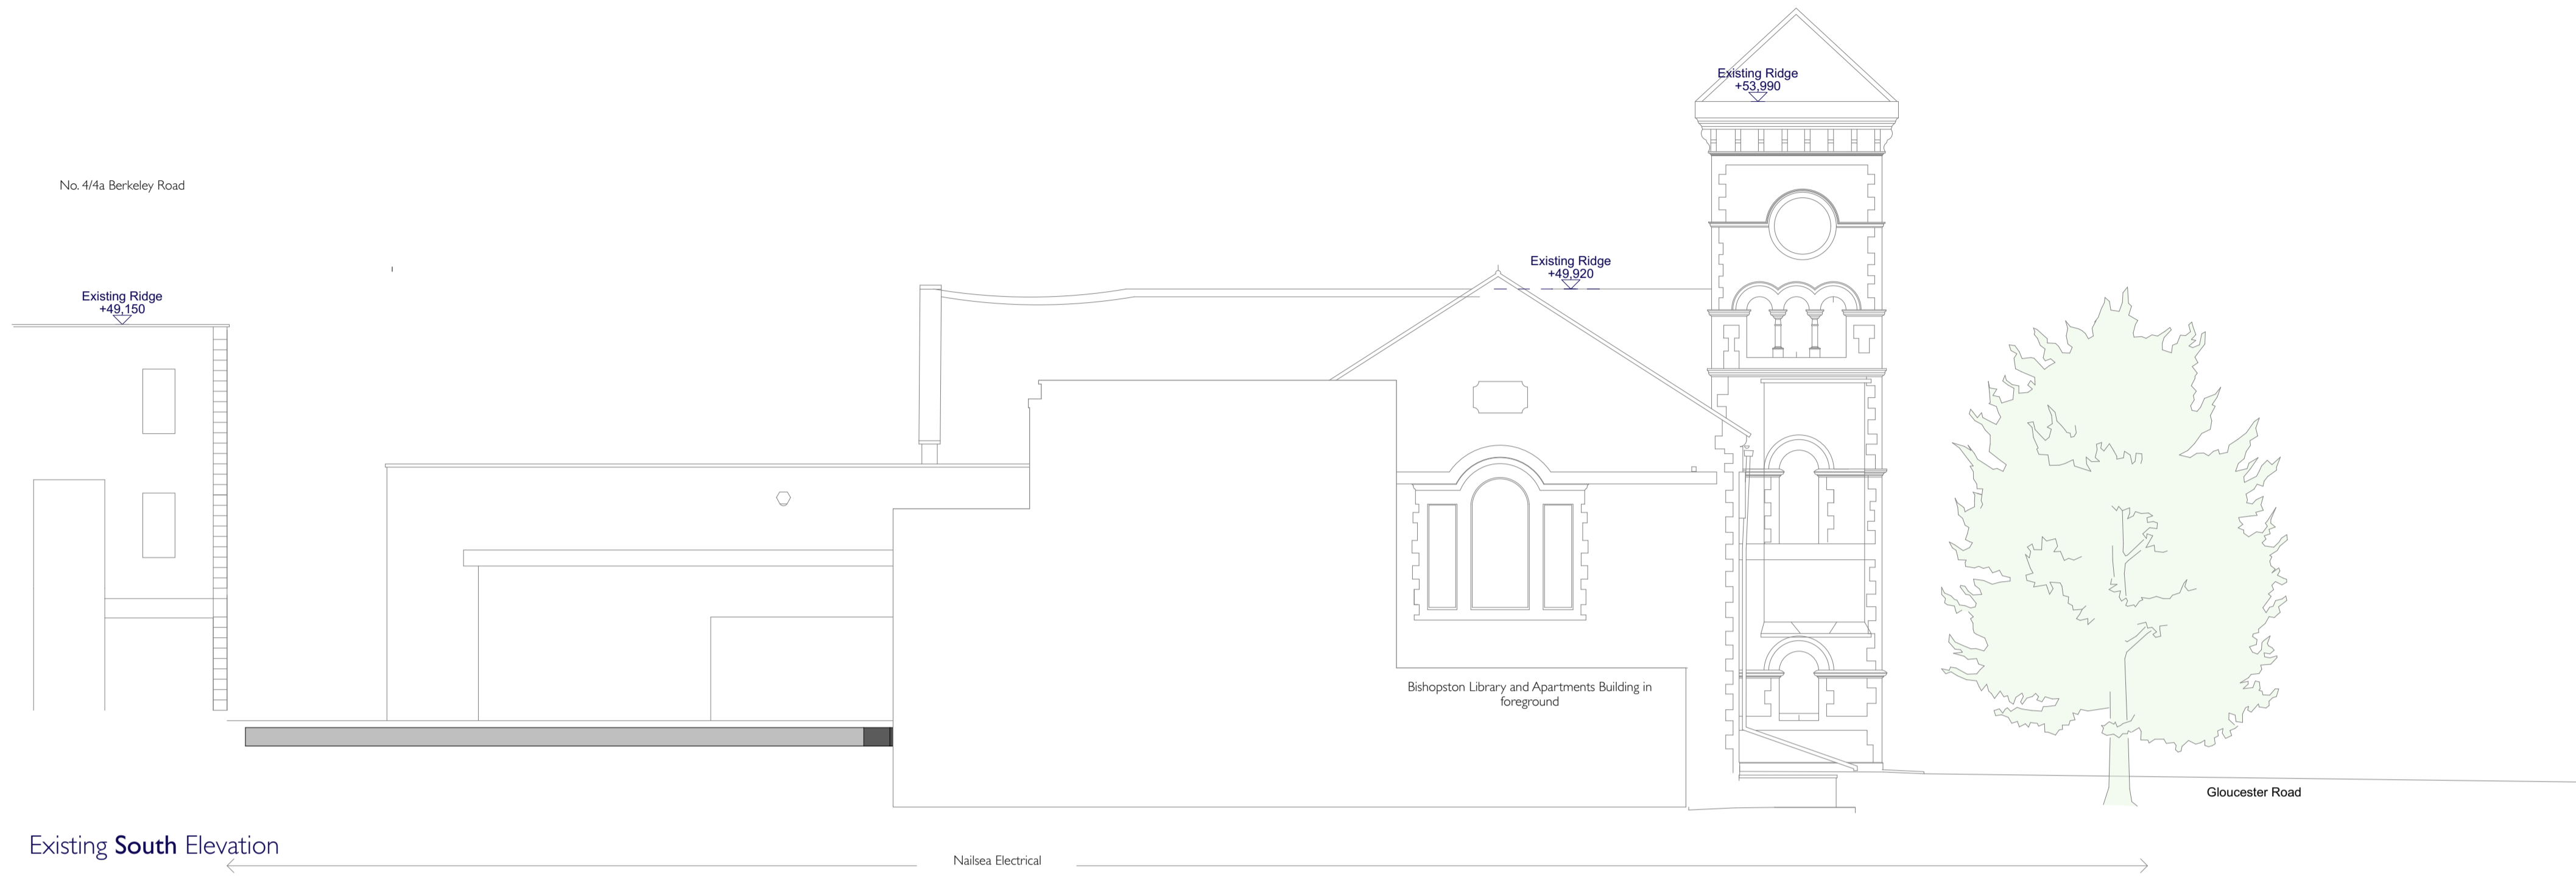 Existing Ridge
+53,990
No. 4/4a Berkeley Road
Existing Ridge
+49,920
Existing Ridge
+49,150
Bishopston Library and Apartments Building in
foreground
Gloucester Road
Existing South Elevation
Nailsea Electrical